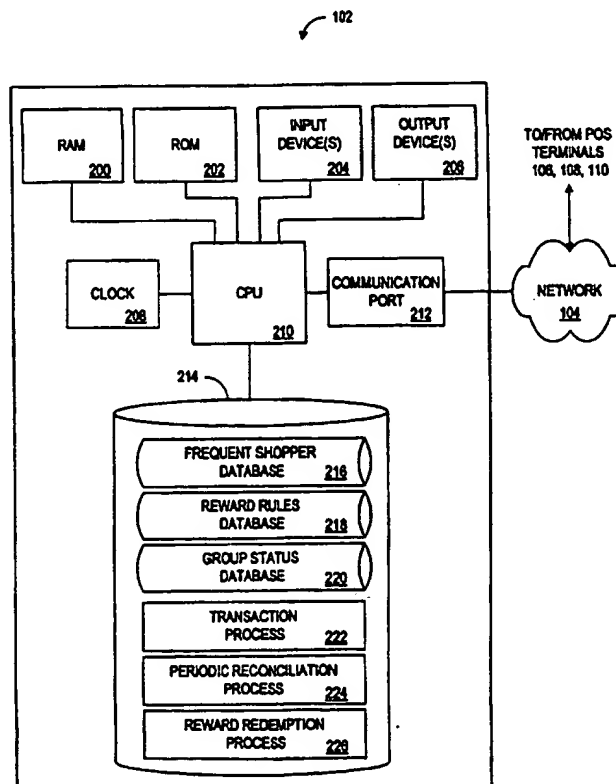 102
RAM
200
ROM
202
INPUT
DEVICE(S)
204
OUTPUT
DEVICE(S)
206
TO/FROM POS
TERMINALS
106, 108, 110
CLOCK
208
CPU
210
COMMUNICATION
PORT
212
NETWORK
104
214
FREQUENT SHOPPER
DATABASE
216
REWARD RULES
DATABASE
218
GROUP STATUS
DATABASE
220
TRANSACTION
PROCESS
222
PERIODIC RECONCILIATION
PROCESS
224
REWARD REDEMPTION
PROCESS
226